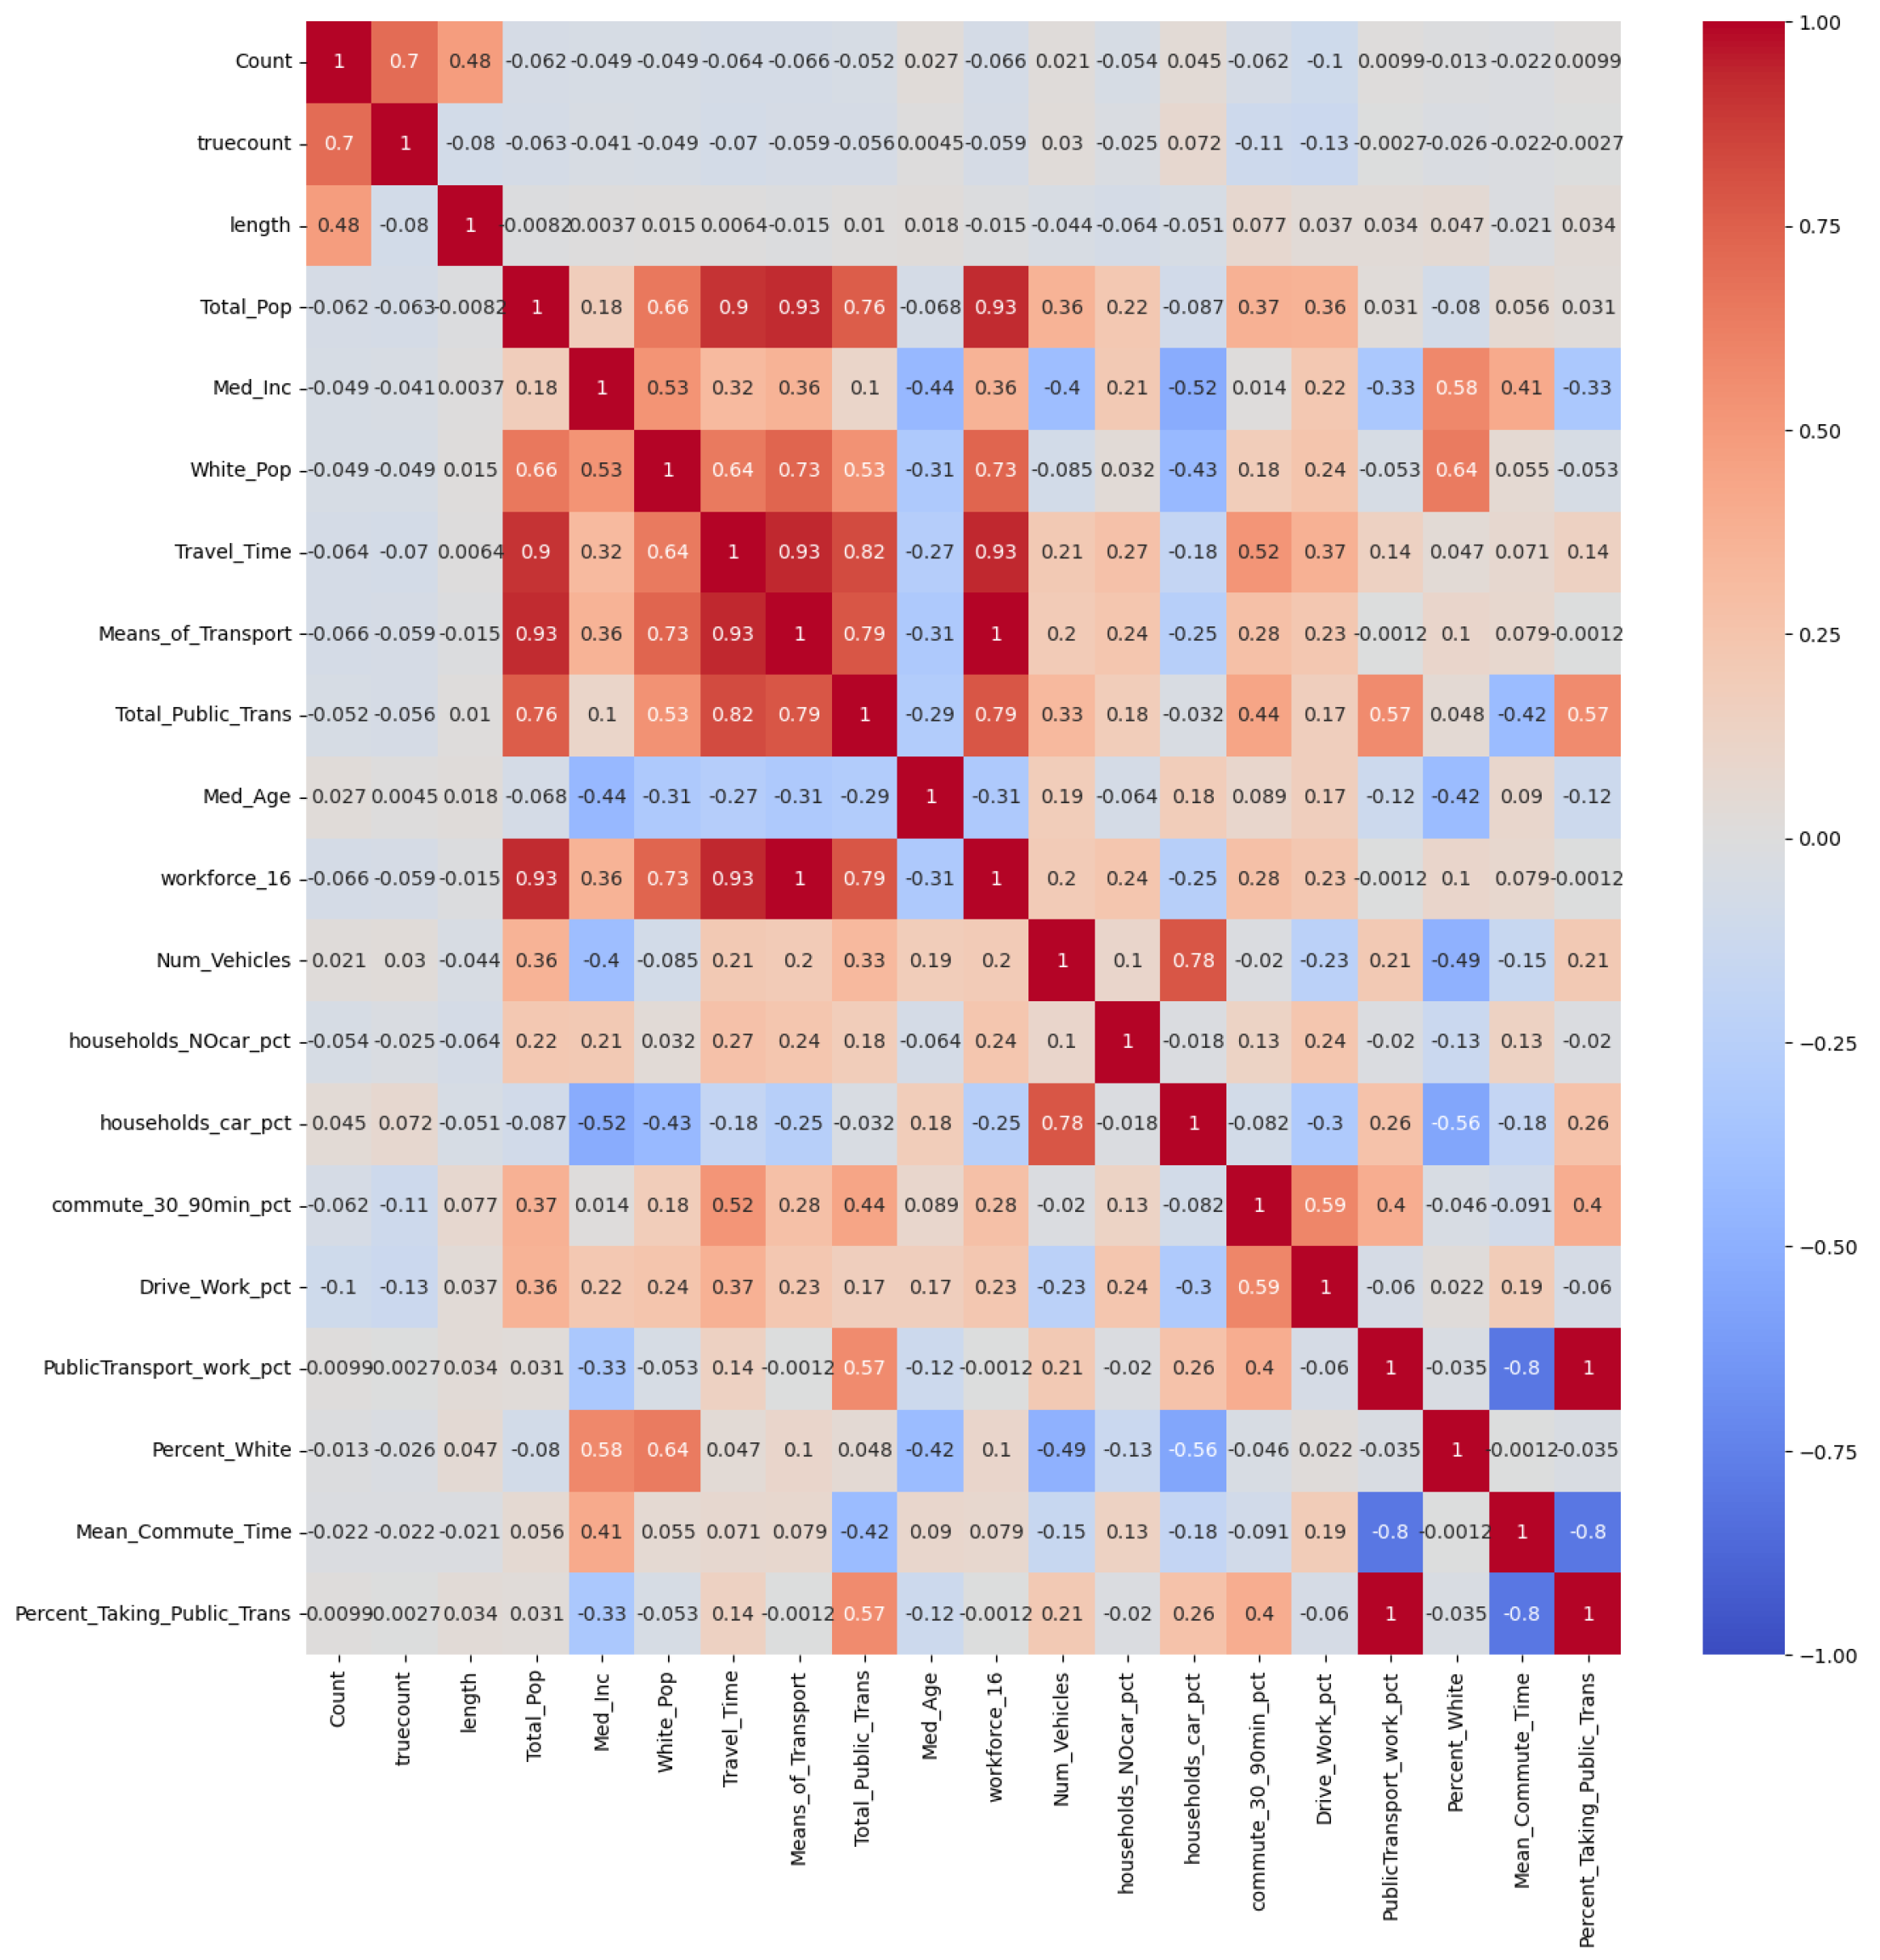 Count 1 0.7 0.48 -0.062 -0.049 -0.049 -0.064 -0.066 -0.052 0.027 -0.066 0.021 -0.054 0.045 -0.062 -0.1 0.0099 -0.013 -0.022 0.0099
truecount 0.7 1 -0.08 -0.063 -0.041 -0.049 -0.07 -0.059 -0.056 0.0045 -0.059 0.03 -0.025 0.072 -0.11 -0.13 -0.0027 -0.026 -0.022 -0.0027
length 0.48 -0.08 1 -0.0082 0.0037 0.015 0.0064 -0.015 0.01 0.018 -0.015 -0.044 -0.064 -0.051 0.077 0.037 0.034 0.047 -0.021 0.034
Total_Pop -0.062 -0.063 -0.0082 1 0.18 0.66 0.9 0.93 0.76 -0.068 0.93 0.36 0.22 -0.087 0.37 0.36 0.031 -0.08 0.056 0.031
Med_Inc -0.049 -0.041 0.0037 0.18 1 0.53 0.32 0.36 0.1 -0.44 0.36 -0.4 0.21 -0.52 0.014 0.22 -0.33 0.58 0.41 -0.33
White_Pop -0.049 -0.049 0.015 0.66 0.53 1 0.64 0.73 0.53 -0.31 0.73 -0.085 0.032 -0.43 0.18 0.24 -0.053 0.64 0.055 -0.053
Travel_Time -0.064 -0.07 0.0064 0.9 0.32 0.64 1 0.93 0.82 -0.27 0.93 0.21 0.27 -0.18 0.52 0.37 0.14 0.047 0.071 0.14
Means_of_Transport -0.066 -0.059 -0.015 0.93 0.36 0.73 0.93 1 0.79 -0.31 1 0.2 0.24 -0.25 0.28 0.23 -0.0012 0.1 0.079 -0.0012
Total_Public_Trans -0.052 -0.056 0.01 0.76 0.1 0.53 0.82 0.79 1 -0.29 0.79 0.33 0.18 -0.032 0.44 0.17 0.57 0.048 -0.42 0.57
Med_Age 0.027 0.0045 0.018 -0.068 -0.44 -0.31 -0.27 -0.31 -0.29 1 -0.31 0.19 -0.064 0.18 0.089 0.17 -0.12 -0.42 0.09 -0.12
workforce_16 -0.066 -0.059 -0.015 0.93 0.36 0.73 0.93 1 0.79 -0.31 1 0.2 0.24 -0.25 0.28 0.23 -0.0012 0.1 0.079 -0.0012
Num_Vehicles 0.021 0.03 -0.044 0.36 -0.4 -0.085 0.21 0.2 0.33 0.19 0.2 1 0.1 0.78 -0.02 -0.23 0.21 -0.49 -0.15 0.21
households_NOcar_pct -0.054 -0.025 -0.064 0.22 0.21 0.032 0.27 0.24 0.18 -0.064 0.24 0.1 1 -0.018 0.13 0.24 -0.02 -0.13 0.13 -0.02
households_car_pct 0.045 0.072 -0.051 -0.087 -0.52 -0.43 -0.18 -0.25 -0.032 0.18 -0.25 0.78 -0.018 1 -0.082 -0.3 0.26 -0.56 -0.18 0.26
commute_30_90min_pct -0.062 -0.11 0.077 0.37 0.014 0.18 0.52 0.28 0.44 0.089 0.28 -0.02 0.13 -0.082 1 0.59 0.4 -0.046 -0.091 0.4
Drive_Work_pct -0.1 -0.13 0.037 0.36 0.22 0.24 0.37 0.23 0.17 0.17 0.23 -0.23 0.24 -0.3 0.59 1 -0.06 0.022 0.19 -0.06
PublicTransport_work_pct 0.0099 -0.0027 0.034 0.031 -0.33 -0.053 0.14 -0.0012 0.57 -0.12 -0.0012 0.21 -0.02 0.26 0.4 -0.06 1 -0.035 -0.8 1
Percent_White -0.013 -0.026 0.047 -0.08 0.58 0.64 0.047 0.1 0.048 -0.42 0.1 -0.49 -0.13 -0.56 -0.046 0.022 -0.035 1 -0.0012 -0.035
Mean_Commute_Time -0.022 -0.022 -0.021 0.056 0.41 0.055 0.071 0.079 -0.42 0.09 0.079 -0.15 0.13 -0.18 -0.091 0.19 -0.8 -0.0012 1 -0.8
Percent_Taking_Public_Trans 0.0099 -0.0027 0.034 0.031 -0.33 -0.053 0.14 -0.0012 0.57 -0.12 -0.0012 0.21 -0.02 0.26 0.4 -0.06 1 -0.035 -0.8 1
Count
truecount
length
Total_Pop
Med_Inc
White_Pop
Travel_Time
Means_of_Transport
Total_Public_Trans
Med_Age
workforce_16
Num_Vehicles
households_NOcar_pct
households_car_pct
commute_30_90min_pct
Drive_Work_pct
PublicTransport_work_pct
Percent_White
Mean_Commute_Time
Percent_Taking_Public_Trans
1.00
0.75
0.50
0.25
0.00
−0.25
−0.50
−0.75
−1.00